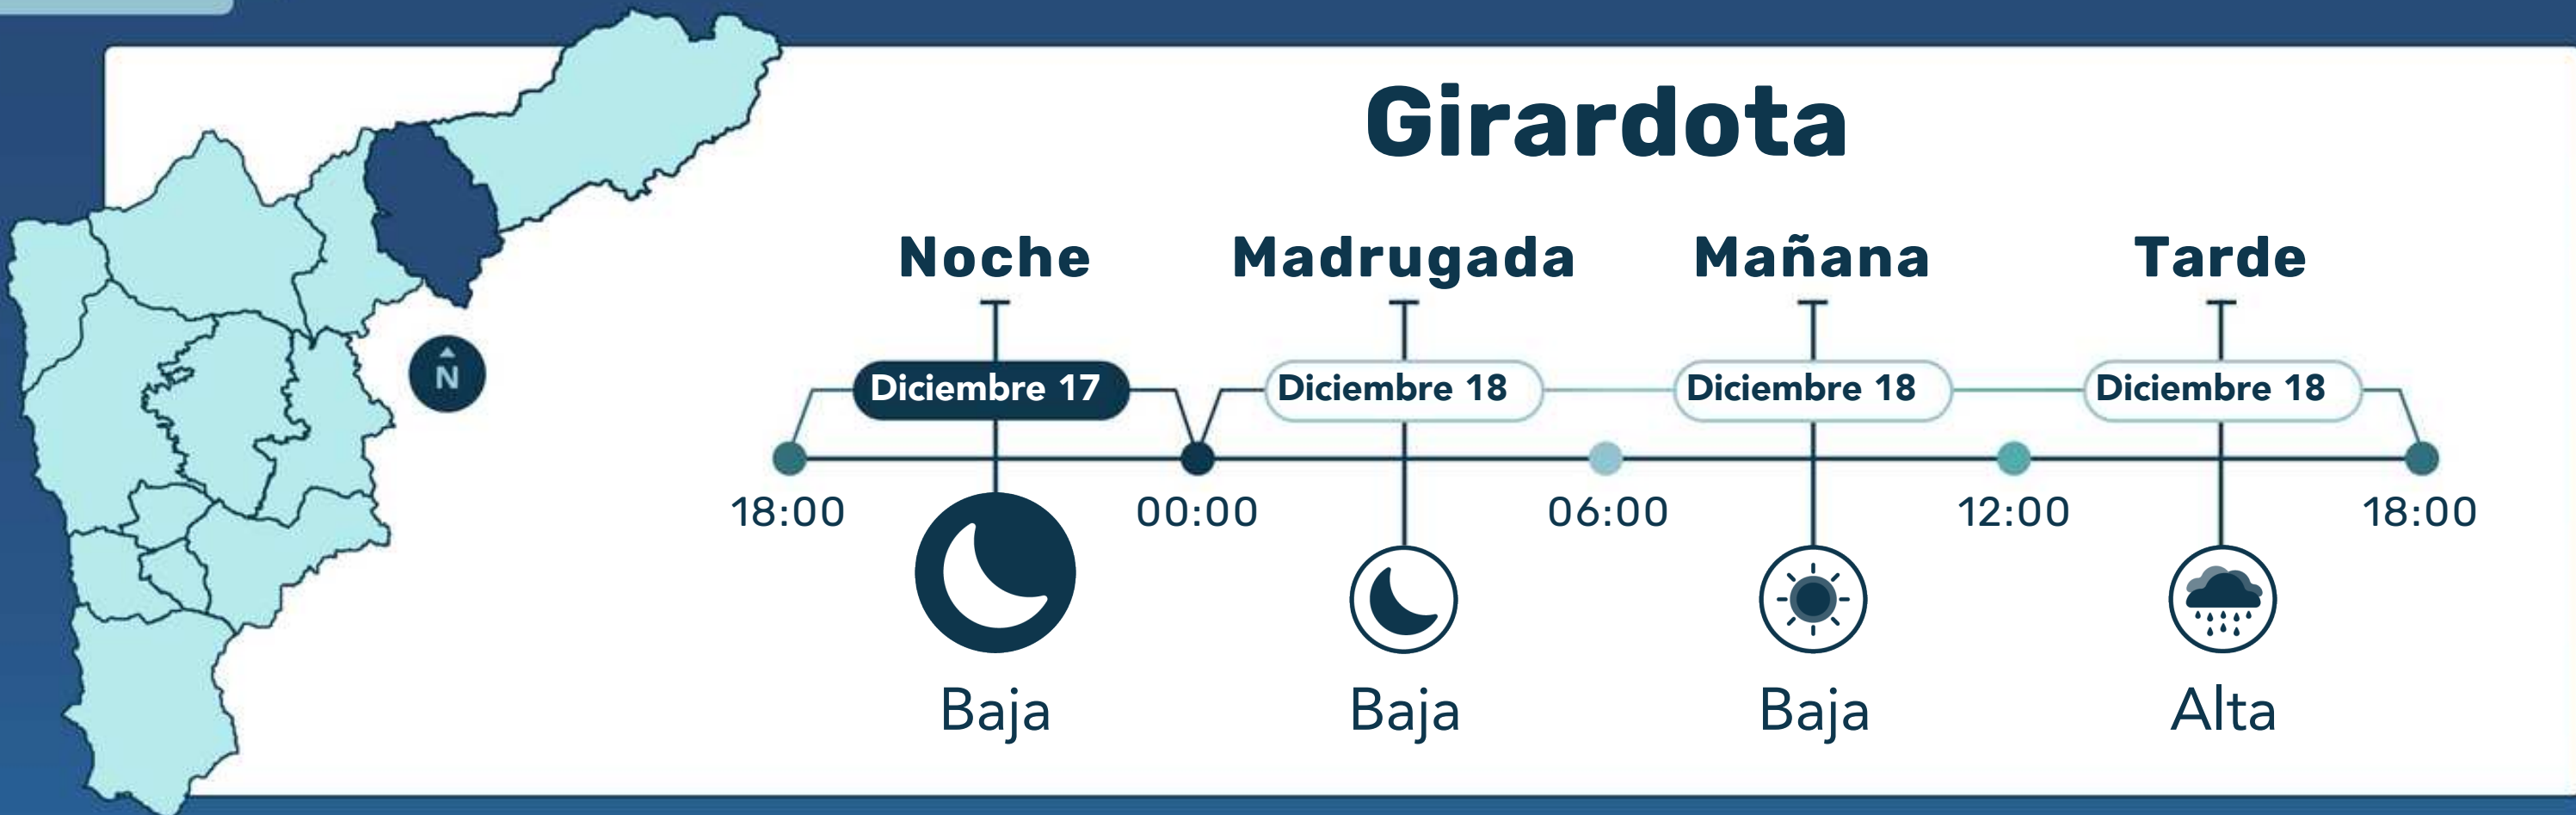 Girardota
Noche Madrugada Mañana Tarde
Diciembre 17 Diciembre 18 Diciembre 18 Diciembre 18
N
18:00 00:00 06:00 12:00 18:00
Baja Baja Baja Alta